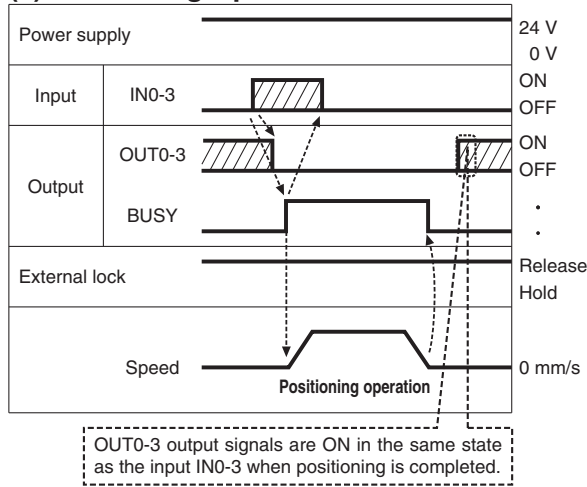 Power supply
24 V
0 V
Input
IN0-3
ON
OFF
Output
OUT0-3
ON
OFF
BUSY
External lock
Release
Hold
Speed
0 mm/s
Positioning operation
OUT0-3 output signals are ON in the same state
as the input IN0-3 when positioning is completed.